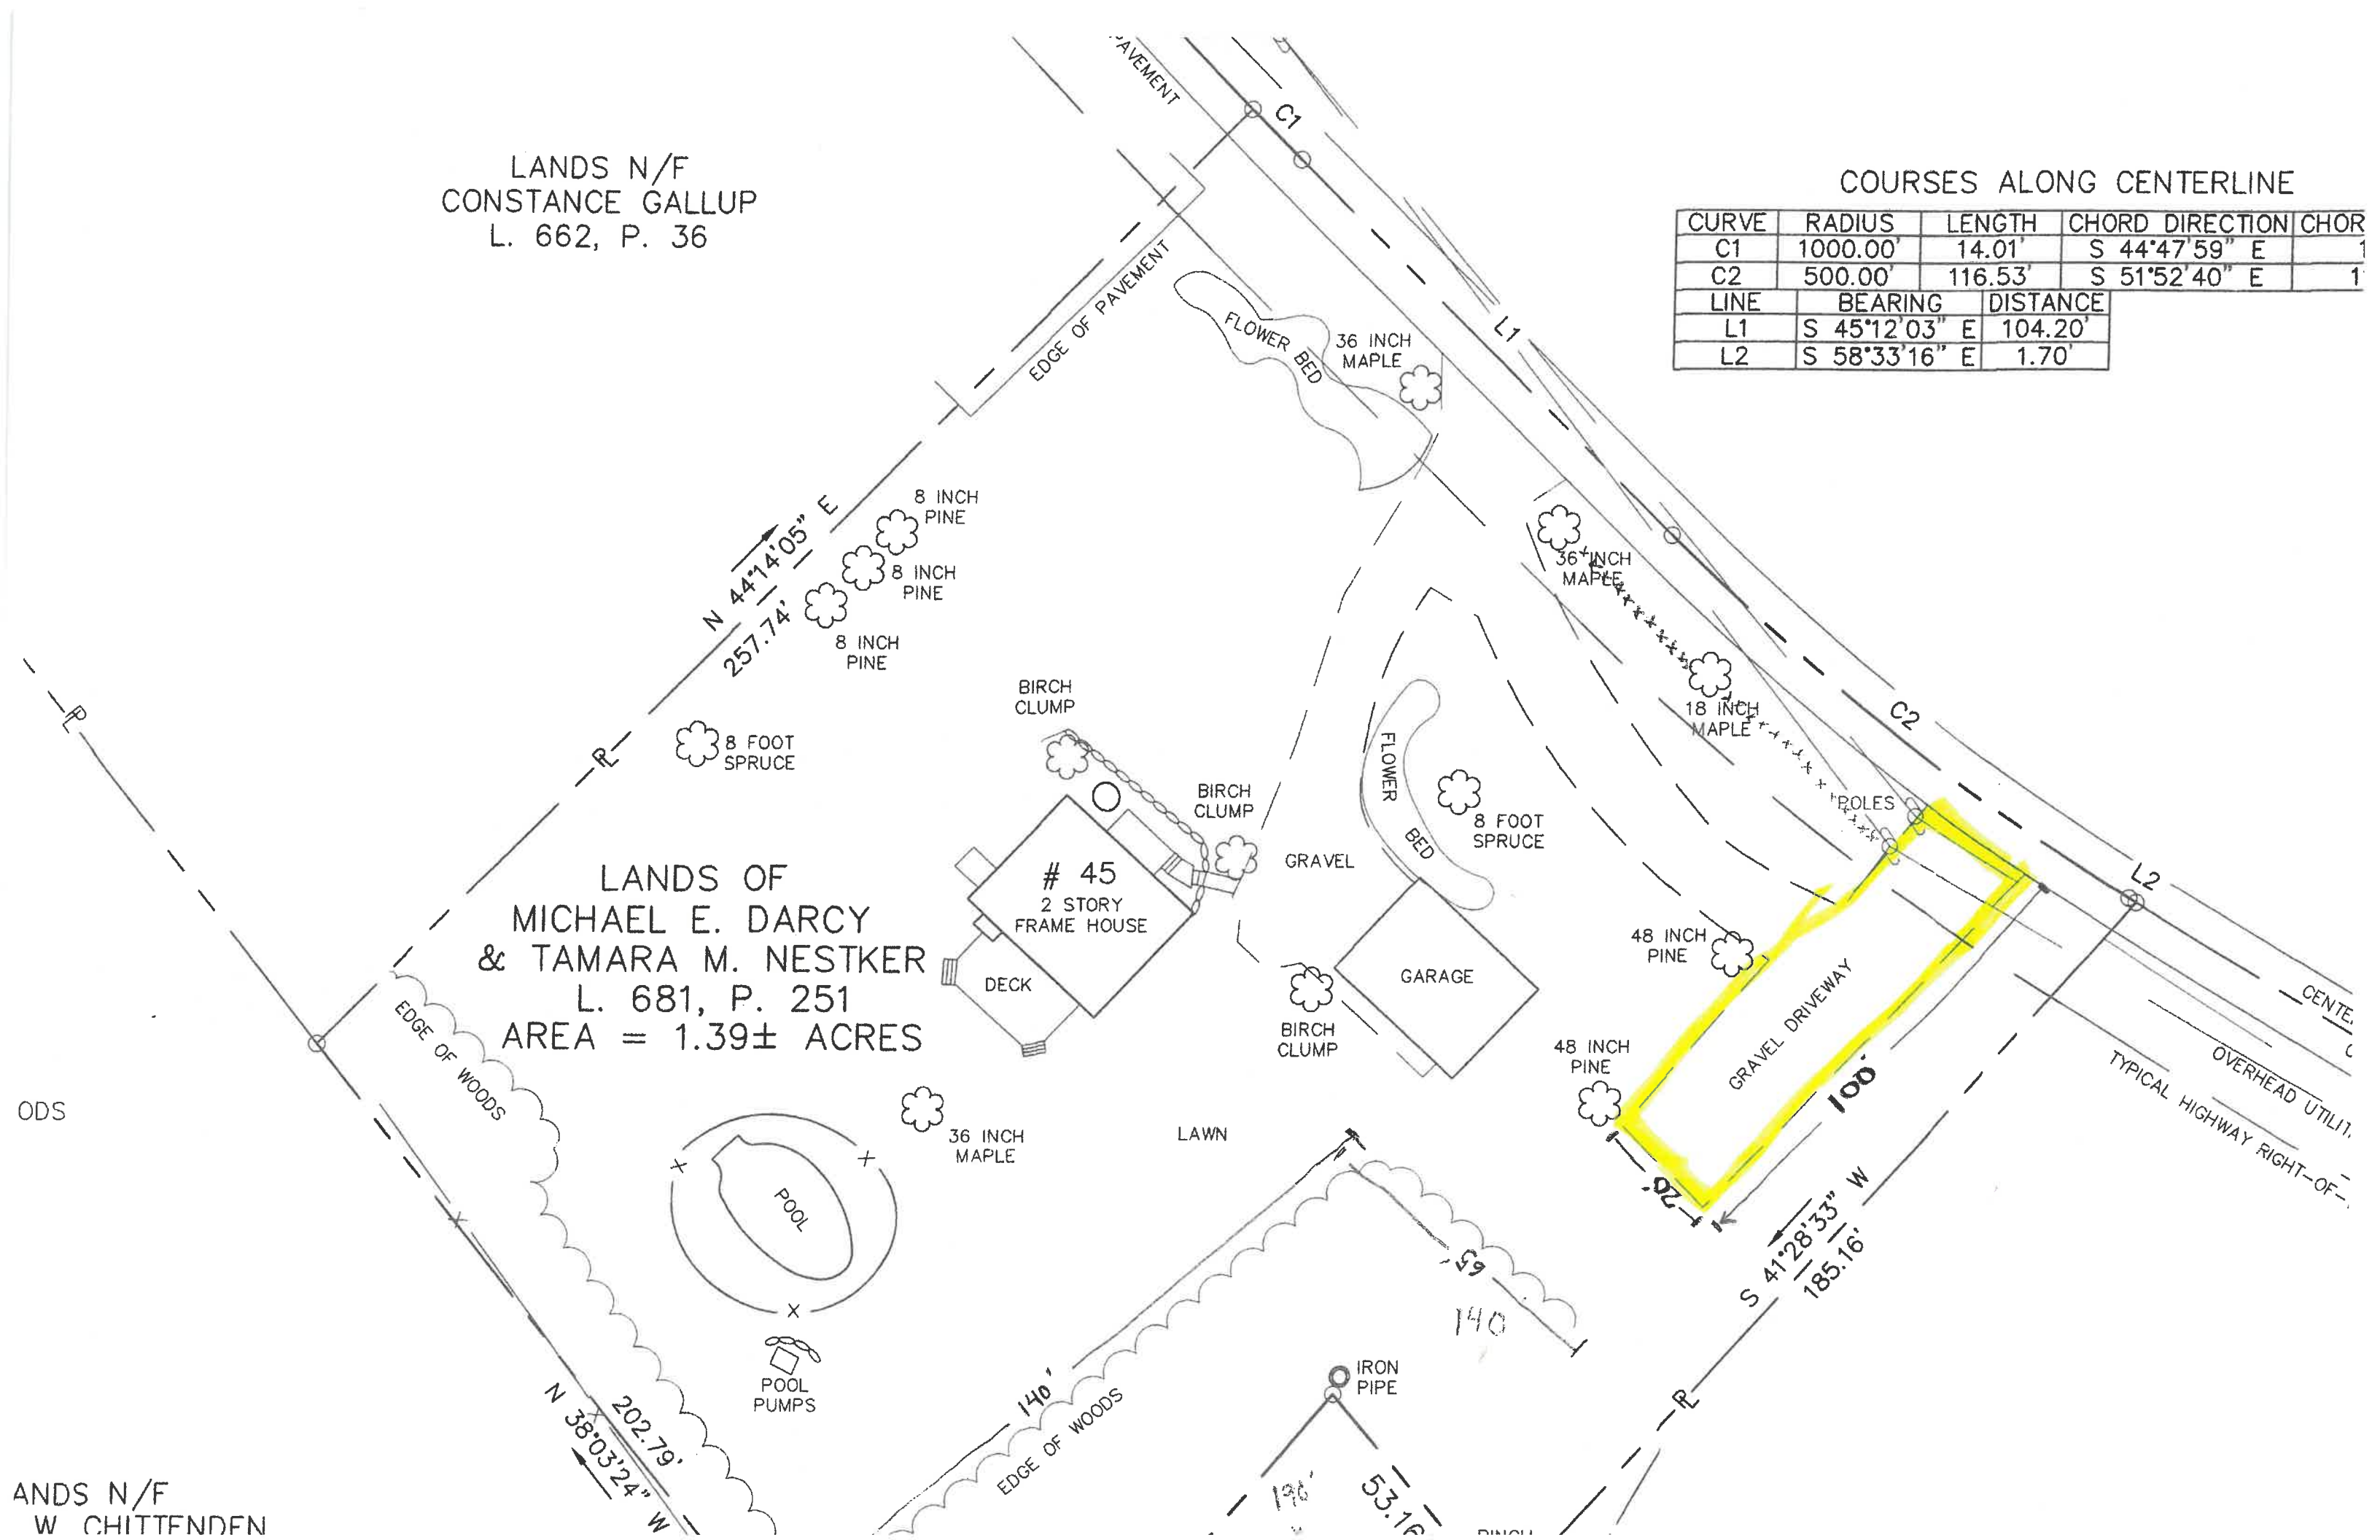 PAVEMENT
C1
LANDS N/F
CONSTANCE GALLUP
L. 662, P. 36
COURSES ALONG CENTERLINE
CURVE RADIUS LENGTH CHORD DIRECTION CHOR
C1 1000.00' 14.01' S 44°47'59" E 1
C2 500.00' 116.53' S 51°52'40" E 1
LINE BEARING DISTANCE
L1 S 45°12'03" E 104.20'
L2 S 58°33'16" E 1.70'
EDGE OF PAVEMENT
FLOWER BED
36 INCH
MAPLE
L1
N 44°14'05" E
257.74'
8 INCH
PINE
8 INCH
PINE
8 INCH
PINE
36 INCH
MAPLE
18 INCH
MAPLE
C2
BIRCH
CLUMP
8 FOOT
SPRUCE
BIRCH
CLUMP
FLOWER
BED
8 FOOT
SPRUCE
POLES
L2
GRAVEL
# 45
2 STORY
FRAME HOUSE
DECK
LANDS OF
MICHAEL E. DARCY
& TAMARA M. NESTKER
L. 681, P. 251
AREA = 1.39± ACRES
48 INCH
PINE
GARAGE
GRAVEL DRIVEWAY
BIRCH
CLUMP
48 INCH
PINE
CENTE
OVERHEAD UTILIT
TYPICAL HIGHWAY RIGHT-OF-
EDGE OF WOODS
ODS
36 INCH
MAPLE
LAWN
100'
20'
POOL
S 41°28'33" W
185.16'
65'
140
POOL
PUMPS
140'
EDGE OF WOODS
IRON
PIPE
202.79'
N 38°03'24" W
190'
53.16
ANDS N/F
W CHITTENDEN